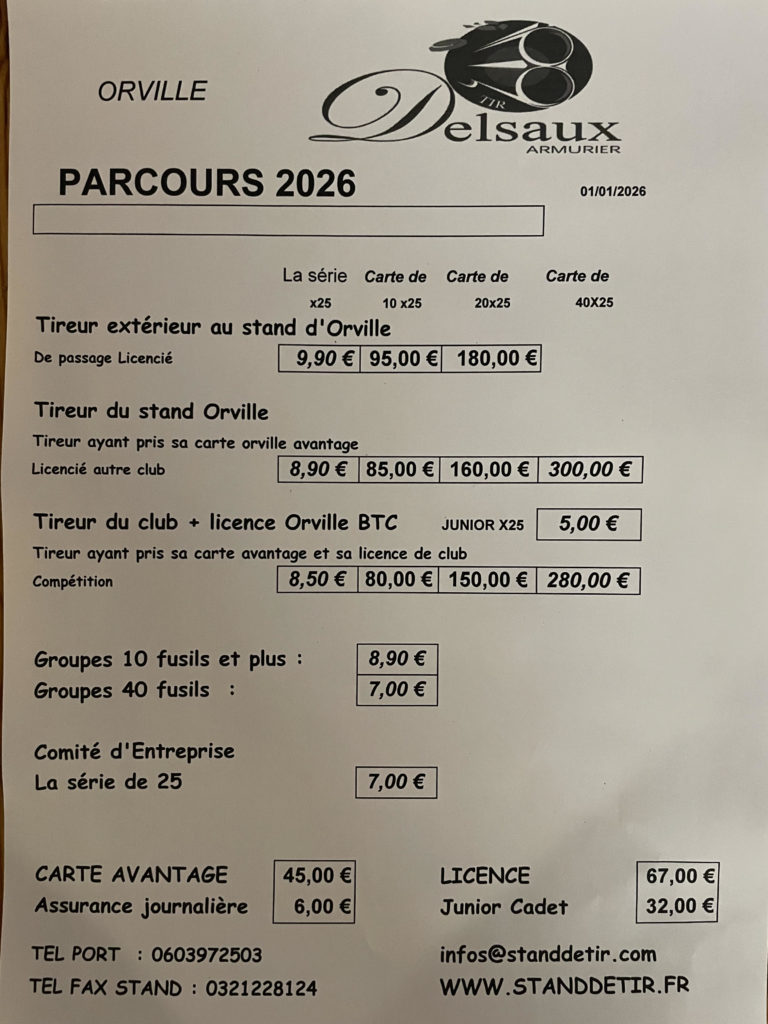 ORVILLE
TIR
Delsaux
ARMURIER
PARCOURS 2026
01/01/2026
La série Carte de Carte de Carte de
x25 10 x25 20x25 40X25
Tireur extérieur au stand d'Orville
De passage Licencié 9,90 € 95,00 € 180,00 €
Tireur du stand Orville
Tireur ayant pris sa carte orville avantage
Licencié autre club 8,90 € 85,00 € 160,00 € 300,00 €
Tireur du club + licence Orville BTC JUNIOR X25 5,00 €
Tireur ayant pris sa carte avantage et sa licence de club
Compétition 8,50 € 80,00 € 150,00 € 280,00 €
Groupes 10 fusils et plus : 8,90 €
Groupes 40 fusils : 7,00 €
Comité d'Entreprise
La série de 25 7,00 €
CARTE AVANTAGE 45,00 € LICENCE 67,00 €
Assurance journalière 6,00 € Junior Cadet 32,00 €
TEL PORT : 0603972503 infos@standdetir.com
TEL FAX STAND : 0321228124 WWW.STANDDETIR.FR